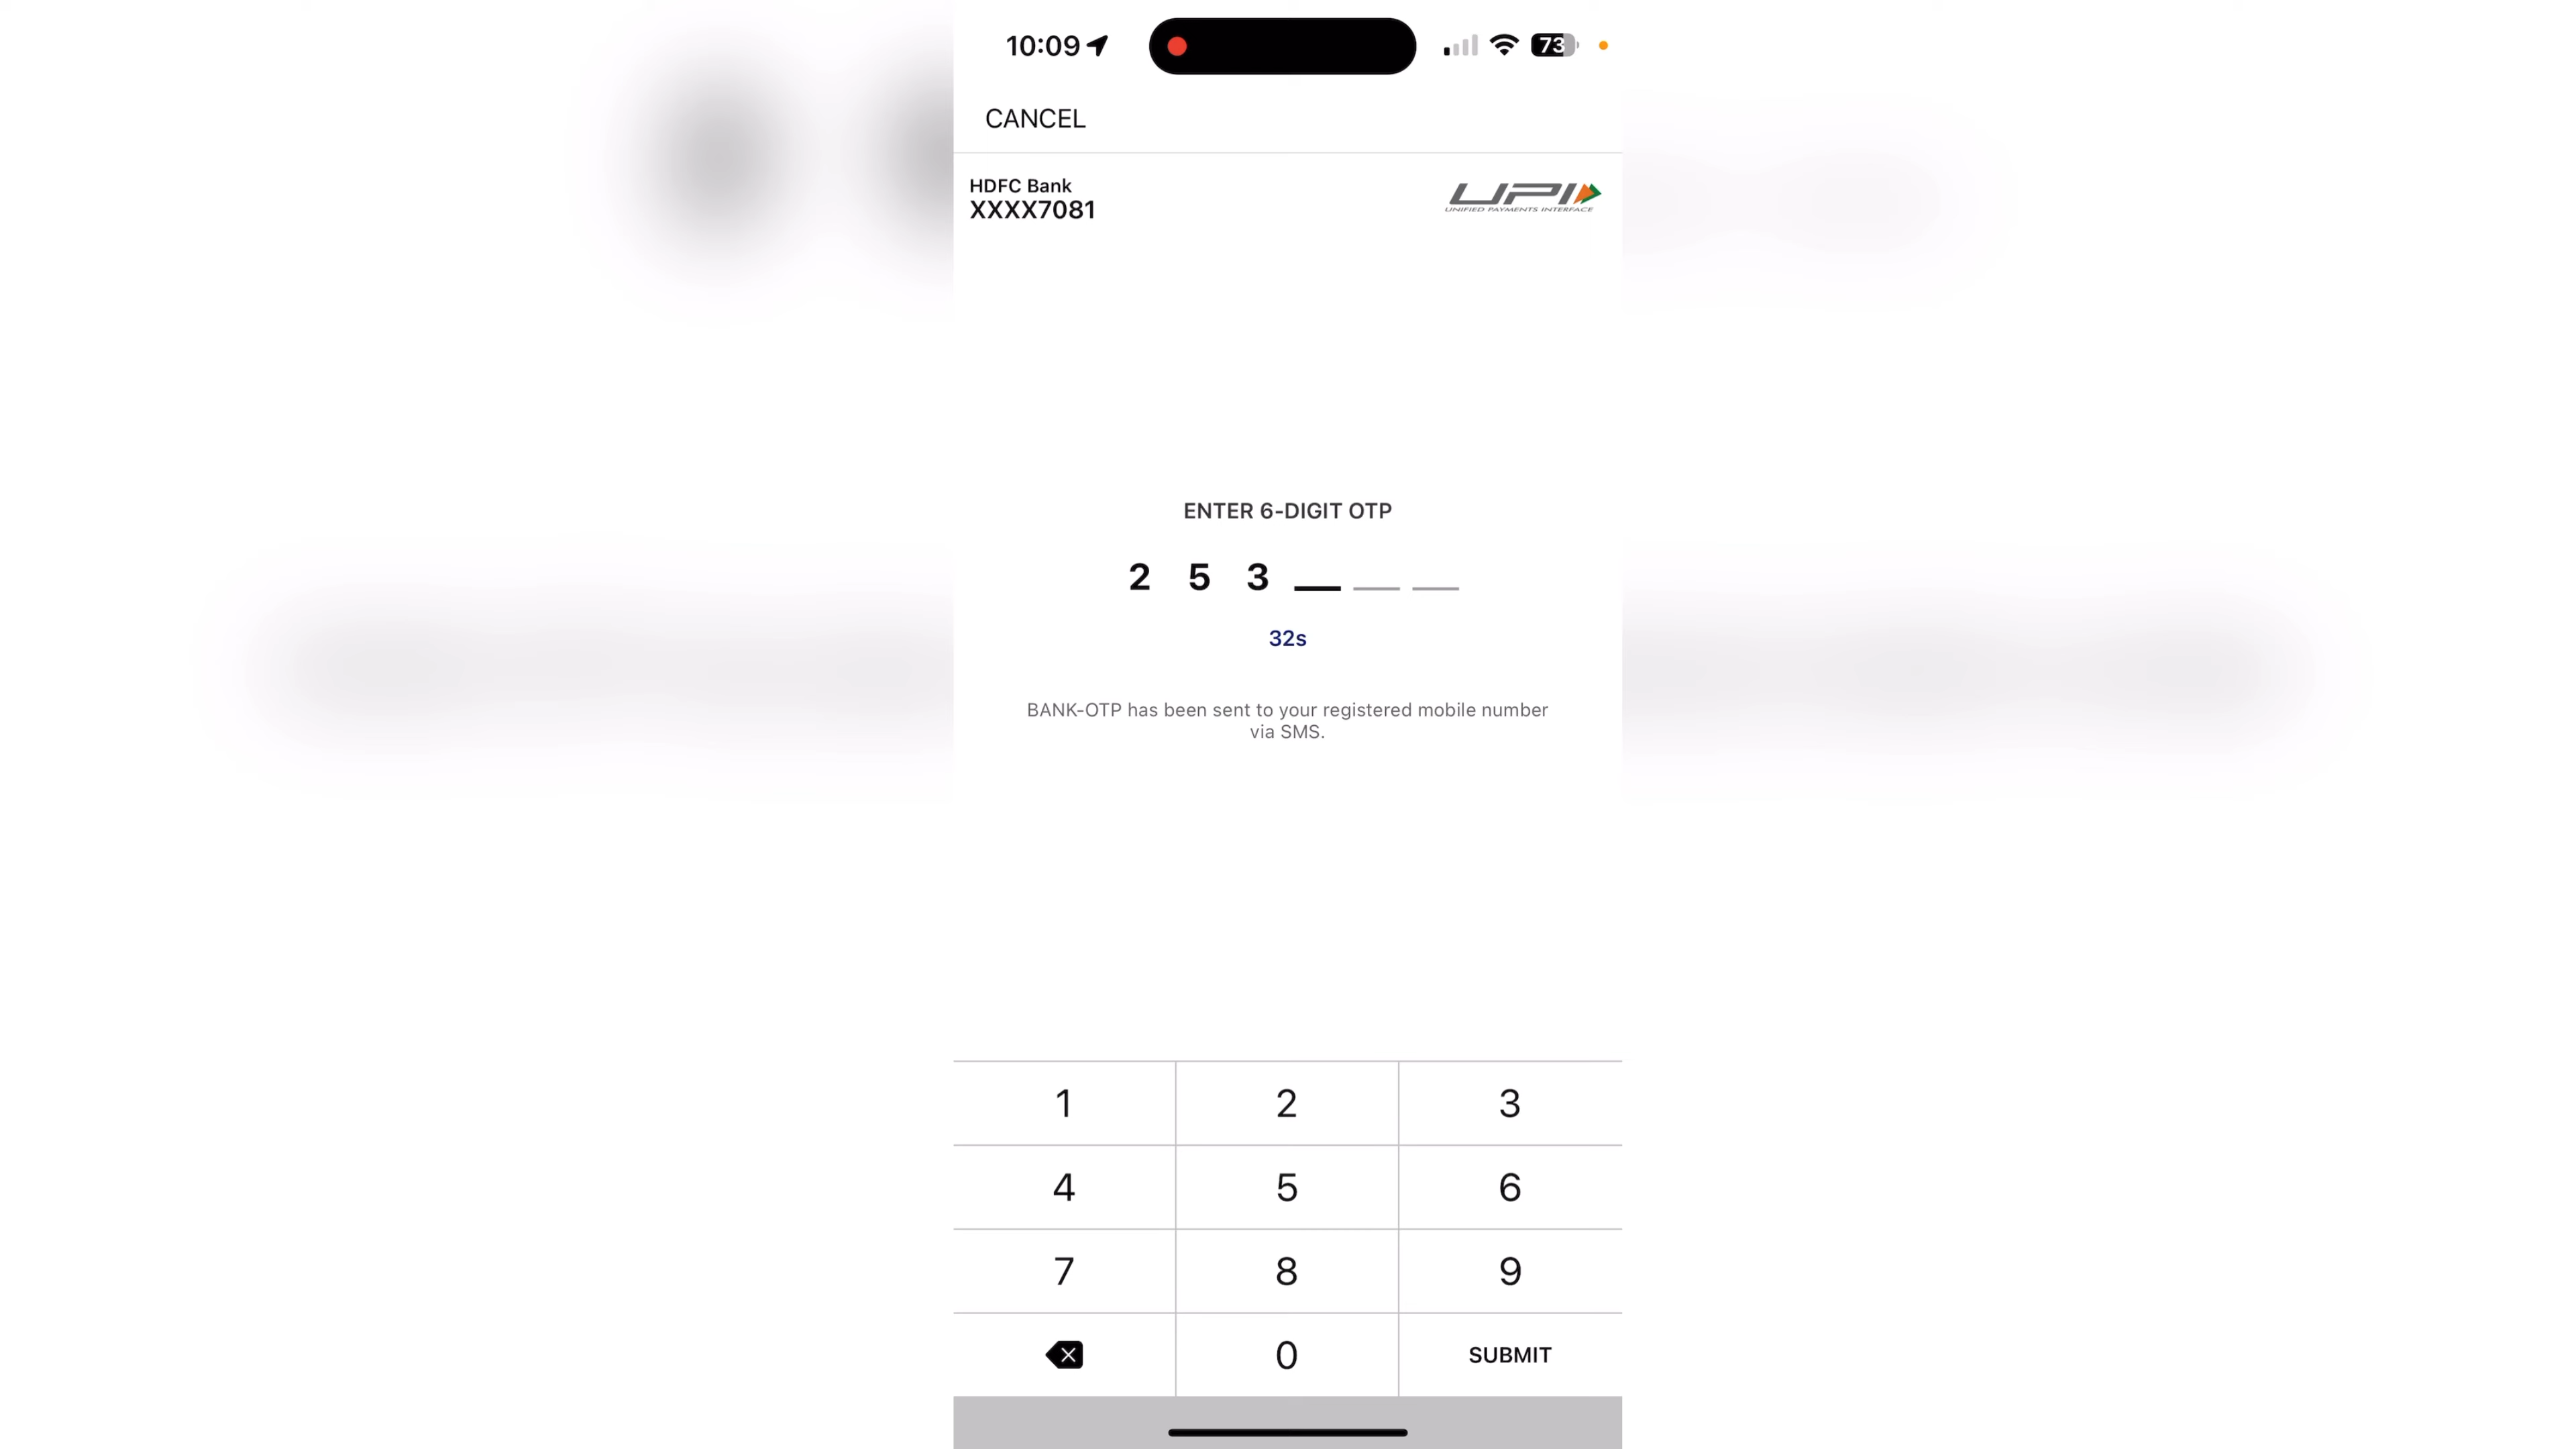 10:09
73
CANCEL
HDFC Bank
XXXX7081
UPI
UNIFIED PAYMENTS INTERFACE
ENTER 6-DIGIT OTP
2 5 3
32s
BANK-OTP has been sent to your registered mobile number
via SMS.
1 2 3
4 5 6
7 8 9
0 SUBMIT